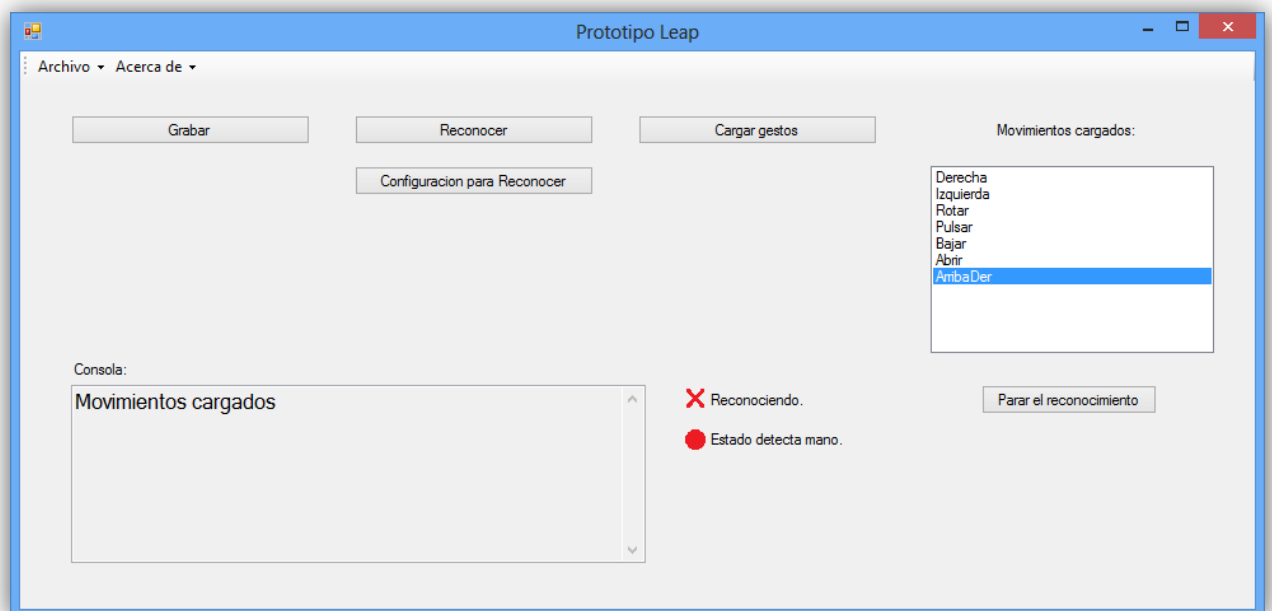 Prototipo Leap
Archivo Acerca de
Grabar Reconocer Cargar gestos Movimientos cargados:
Configuracion para Reconocer
Derecha
Izquierda
Rotar
Pulsar
Bajar
Abrir
ArribaDer
Consola:
Movimientos cargados
Reconociendo.
Parar el reconocimiento
Estado detecta mano.